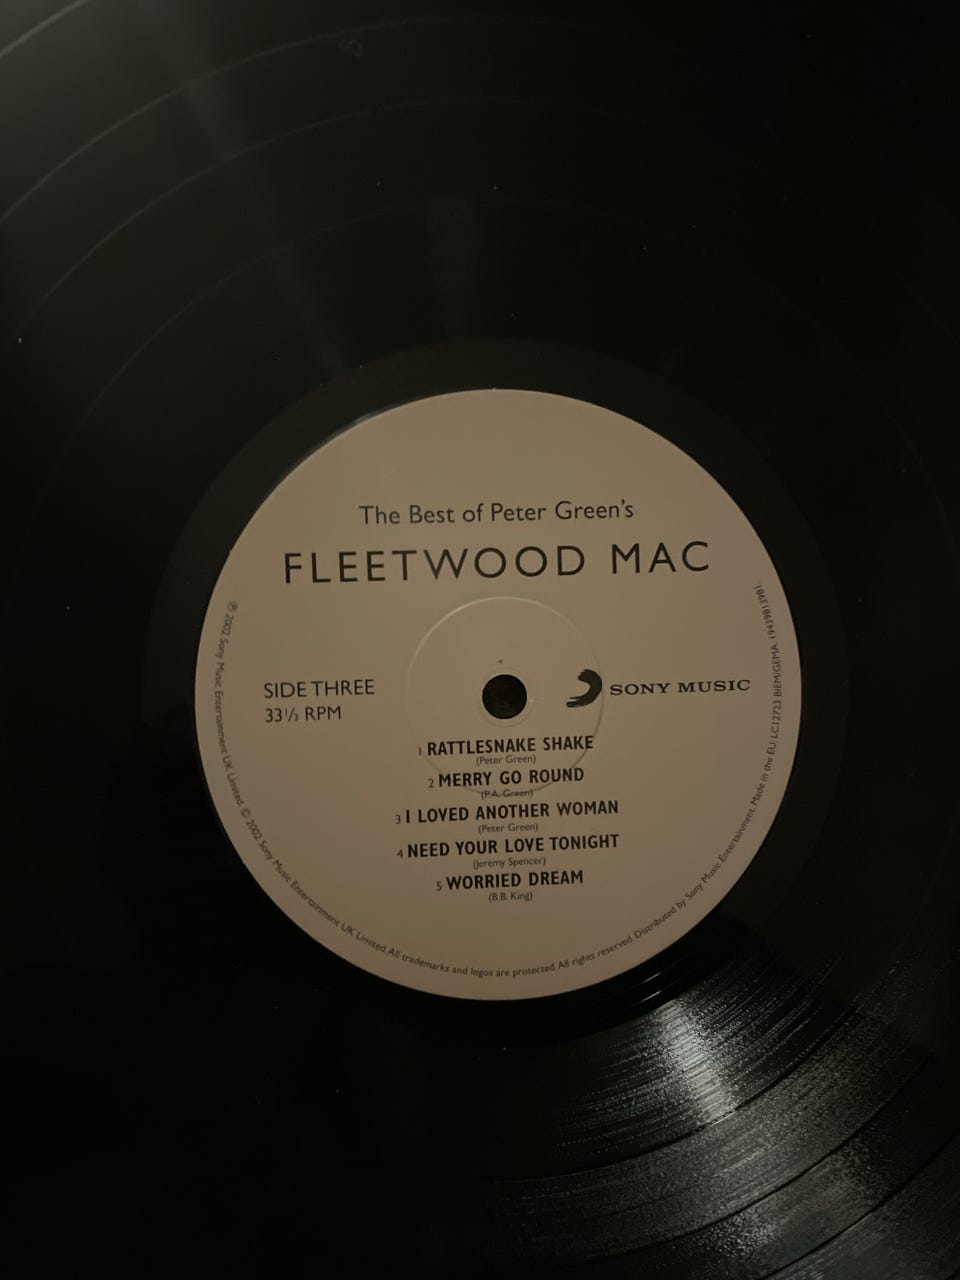 The Best of Peter Green's
FLEETWOOD MAC
SIDE THREE
33⅓ RPM
SONY MUSIC
1 RATTLESNAKE SHAKE
(Peter Green)
2 MERRY GO ROUND
(P.A. Green)
3 I LOVED ANOTHER WOMAN
(Peter Green)
4 NEED YOUR LOVE TONIGHT
(Jeremy Spencer)
5 WORRIED DREAM
(B.B. King)
℗ 2002 Sony Music Entertainment UK Limited. © 2002 Sony Music Entertainment UK Limited. All trademarks and logos are protected. All rights reserved. Distributed by Sony Music Entertainment. Made in the EU. LC12723 BIEM/GEMA. 19439813981.